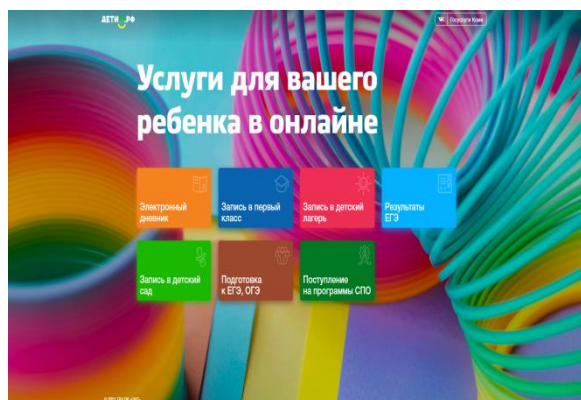 ДЕТИ РФ
Госуслуги Коми
Услуги для вашего
ребенка в онлайне
Электронный
дневник
Запись в первый
класс
Запись в детский
лагерь
Результаты
ЕГЭ
Запись в детский
сад
Подготовка
к ЕГЭ, ОГЭ
Поступление
на программы СПО